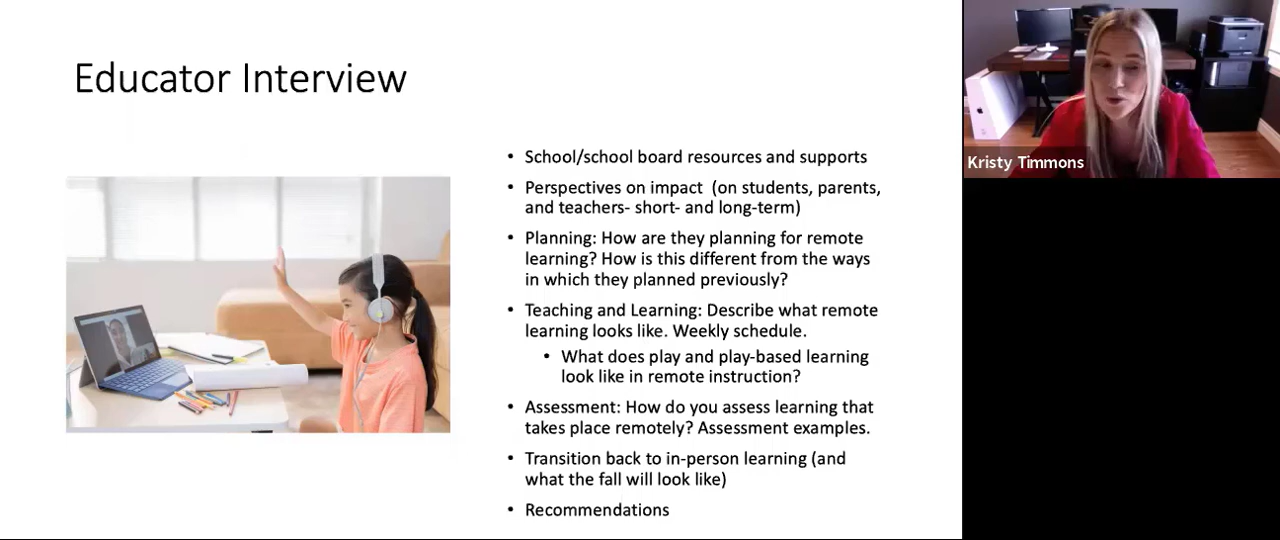 Educator Interview
• School/school board resources and supports
• Perspectives on impact (on students, parents,
and teachers- short- and long-term)
• Planning: How are they planning for remote
learning? How is this different from the ways
in which they planned previously?
• Teaching and Learning: Describe what remote
learning looks like. Weekly schedule.
• What does play and play-based learning
look like in remote instruction?
• Assessment: How do you assess learning that
takes place remotely? Assessment examples.
• Transition back to in-person learning (and
what the fall will look like)
• Recommendations
Kristy Timmons